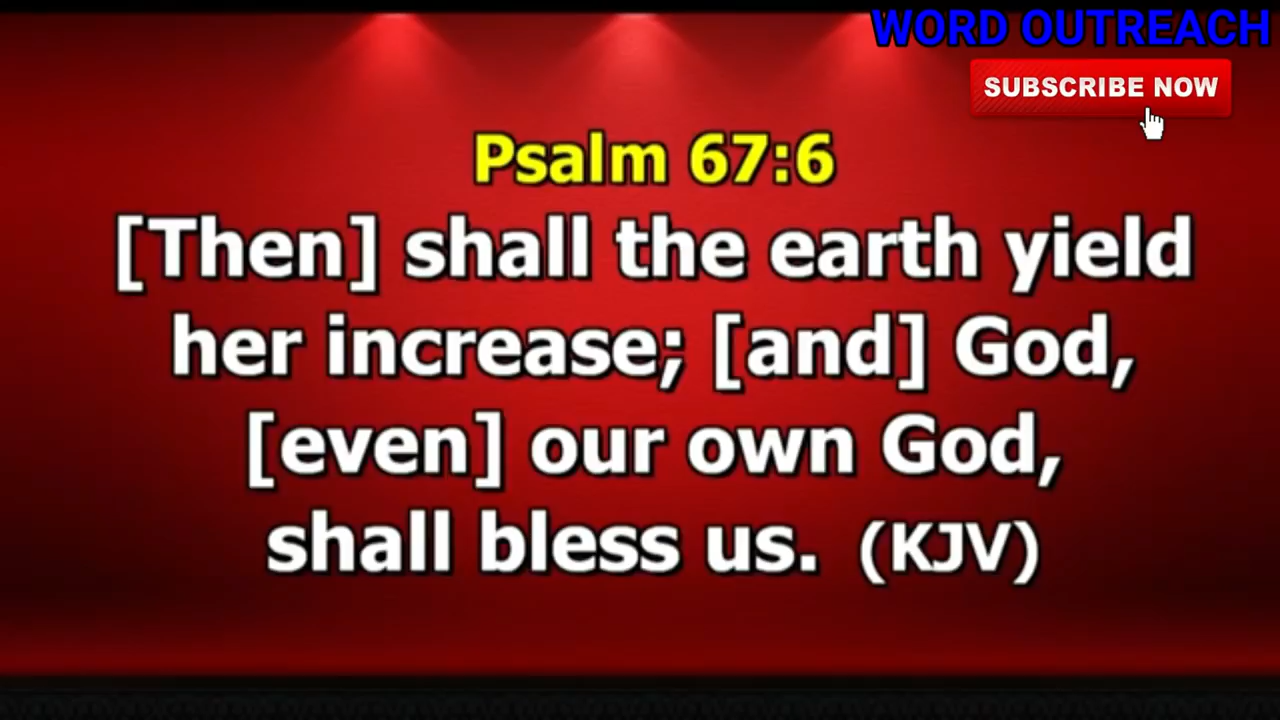 WORD OUTREACH
SUBSCRIBE NOW
Psalm 67:6
[Then] shall the earth yield
her increase; [and] God,
[even] our own God,
shall bless us. (KJV)